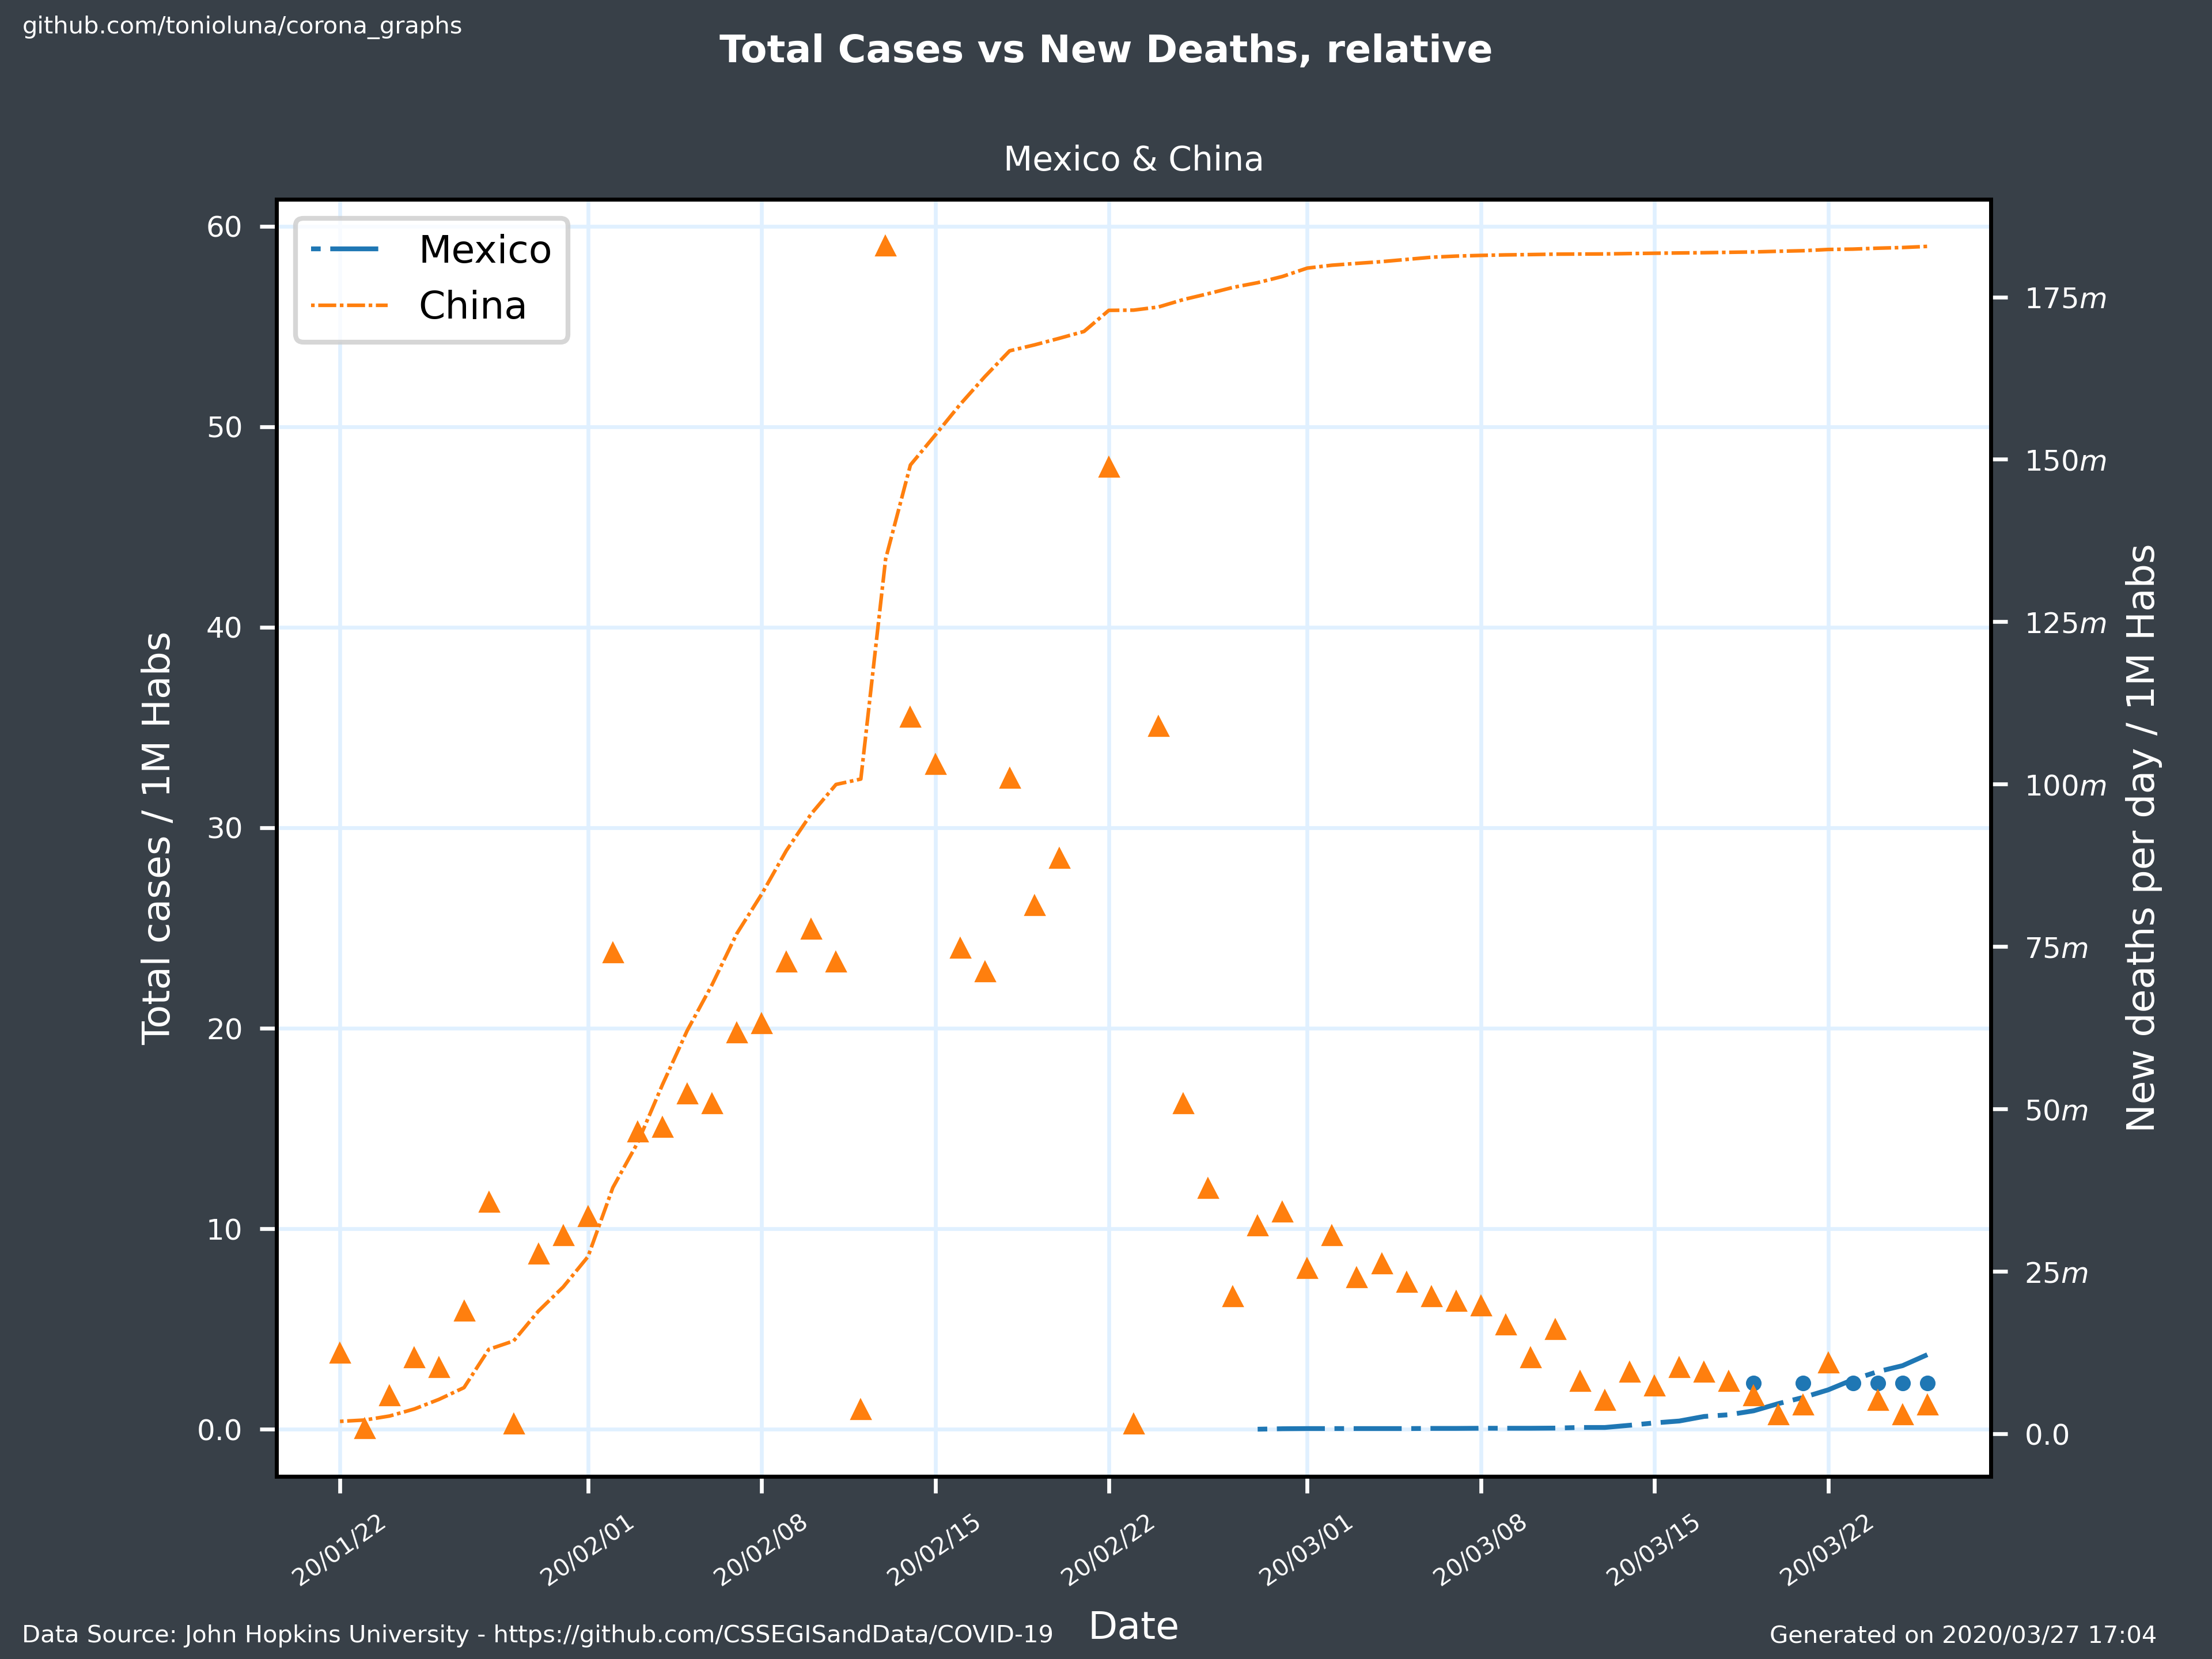 github.com/tonioluna/corona_graphs
Total Cases vs New Deaths, relative
Mexico & China
Mexico
China
60
50
40
30
20
10
0.0
Total cases / 1M Habs
175m
150m
125m
100m
75m
50m
25m
0.0
New deaths per day / 1M Habs
20/01/22
20/02/01
20/02/08
20/02/15
20/02/22
20/03/01
20/03/08
20/03/15
20/03/22
Date
Data Source: John Hopkins University - https://github.com/CSSEGISandData/COVID-19
Generated on 2020/03/27 17:04